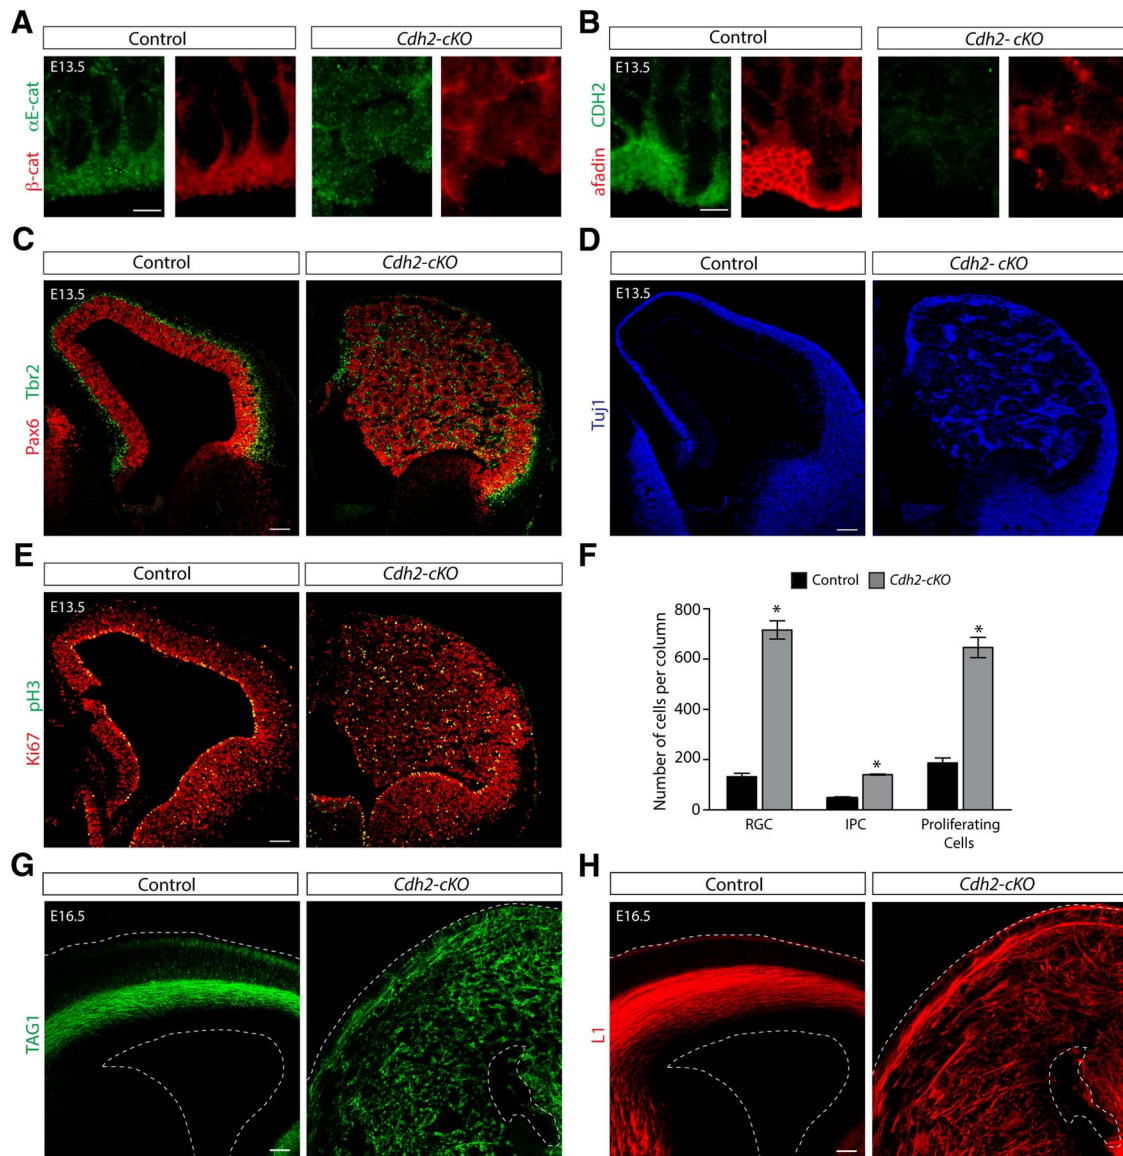 A
B
Control
Cdh2-cKO
Control
Cdh2- cKO
E13.5
E13.5
β-cat αE-cat
afadin CDH2
C
D
Control
Cdh2-cKO
Control
Cdh2- cKO
E13.5
E13.5
Pax6 Tbr2
Tuj1
E
F
Control
Cdh2-cKO
Control
Cdh2-cKO
E13.5
Ki67 pH3
Number of cells per column
800
600
400
200
0
*
*
*
RGC
IPC
Proliferating
Cells
G
H
Control
Cdh2-cKO
Control
Cdh2-cKO
E16.5
E16.5
TAG1
L1